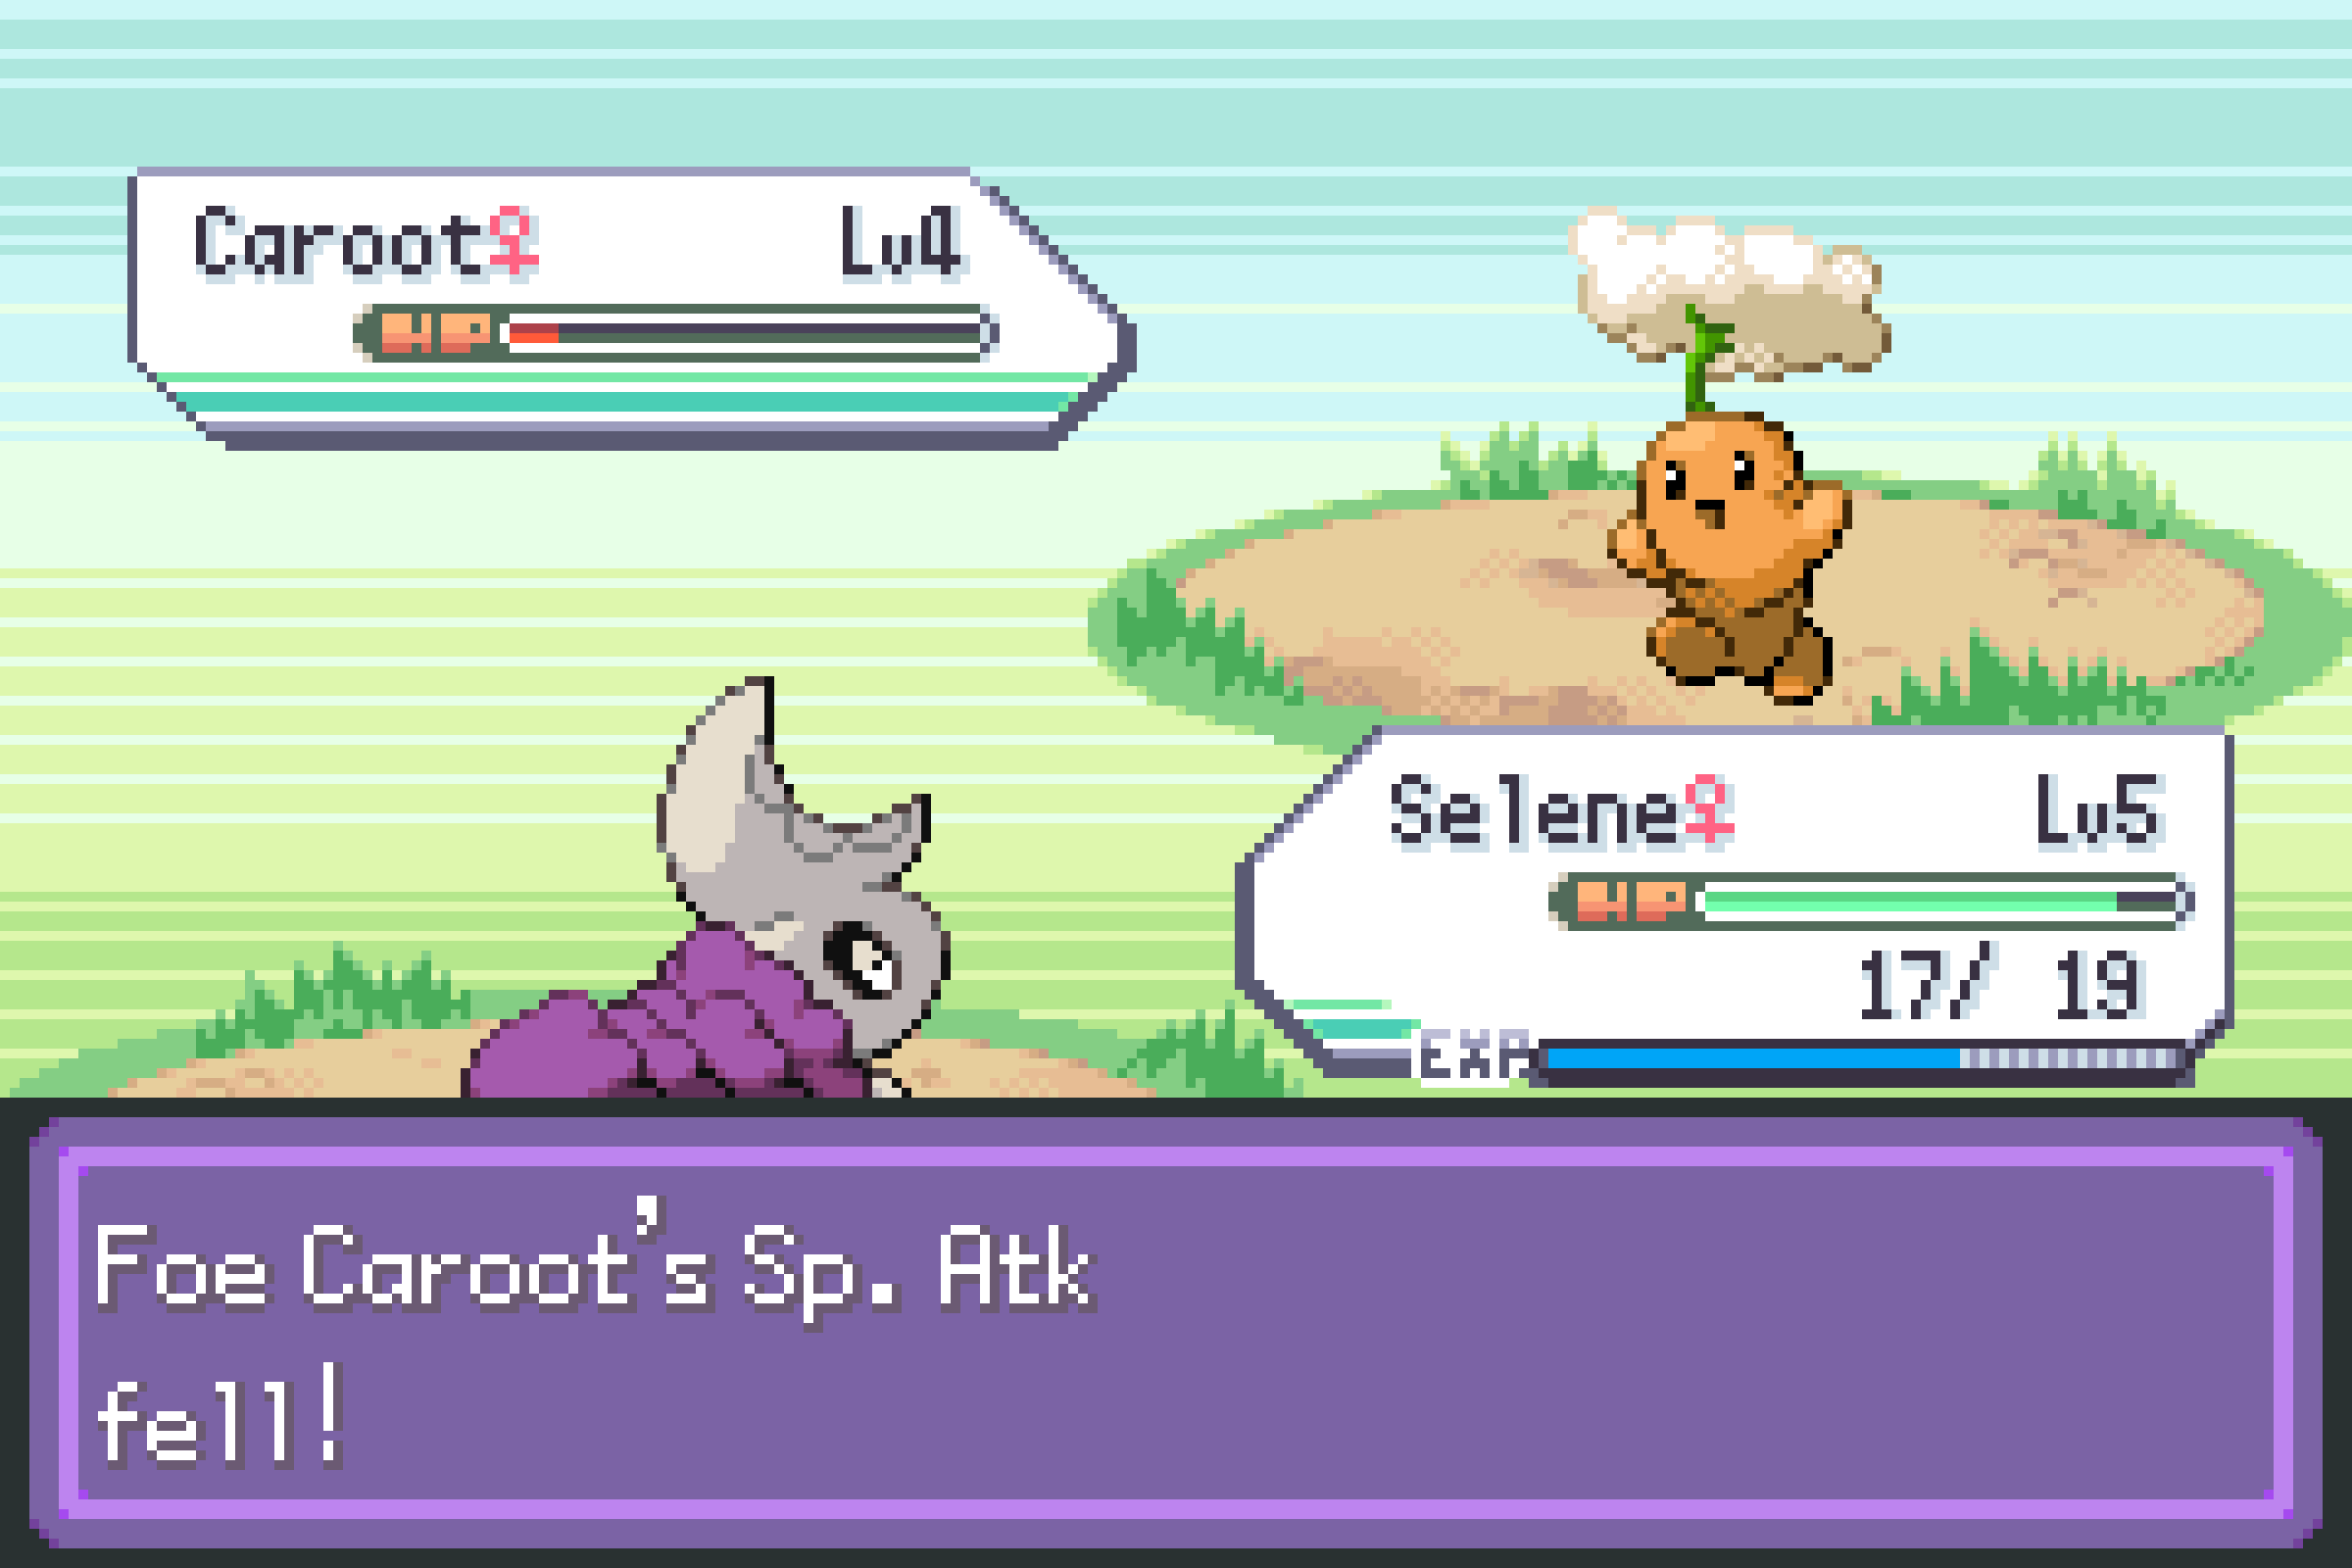 Caroot♀ Lv4
HP
Selene♀ Lv5
HP
17/ 19
EXP
Foe Caroot's Sp. Atk
fell!